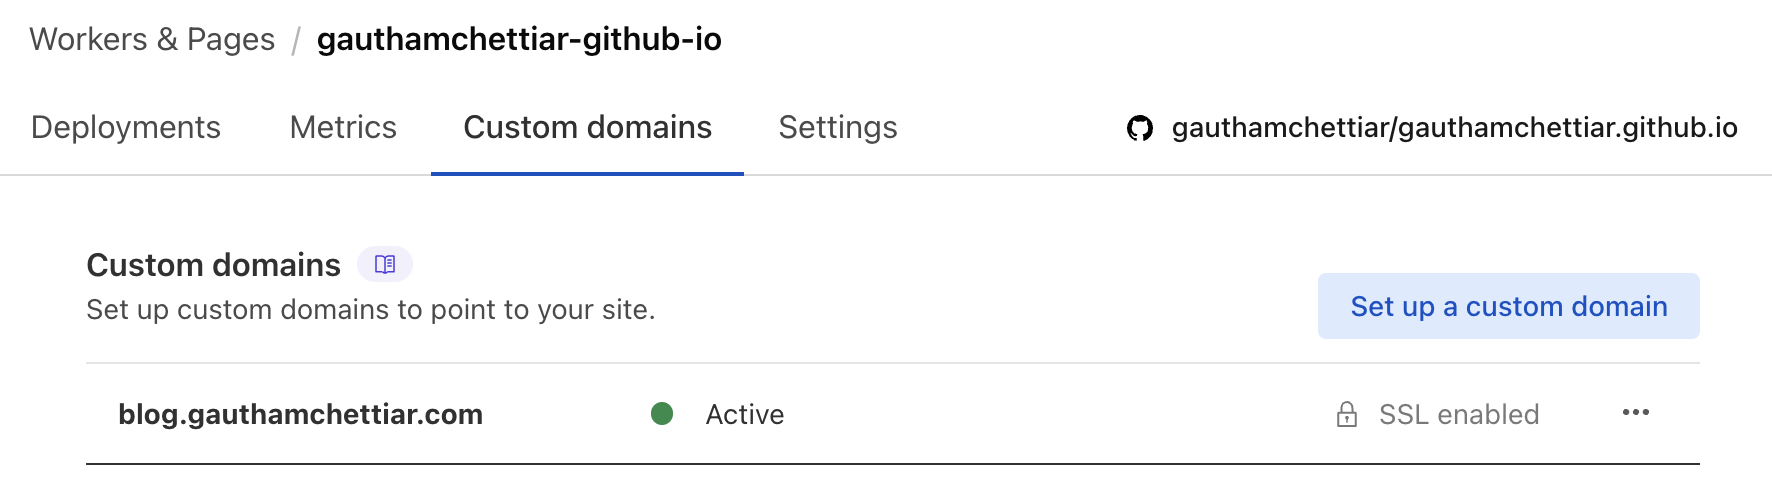 Workers & Pages / gauthamchettiar-github-io
Deployments Metrics Custom domains Settings gauthamchettiar/gauthamchettiar.github.io
Custom domains
Set up custom domains to point to your site.
Set up a custom domain
blog.gauthamchettiar.com Active SSL enabled